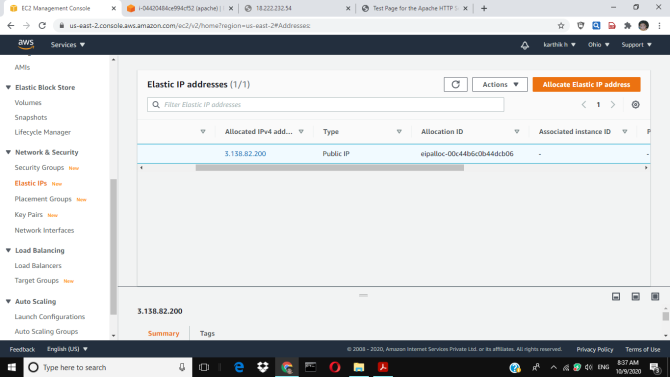 EC2 Management Console
i-04420484ce994cf52 (apache) |
18.222.232.54
Test Page for the Apache HTTP S
us-east-2.console.aws.amazon.com/ec2/v2/home?region=us-east-2#Addresses:
aws
Services
karthik h
Ohio
Support
AMIs
Elastic Block Store
Volumes
Snapshots
Lifecycle Manager
Network & Security
Security Groups New
Elastic IPs New
Placement Groups New
Key Pairs New
Network Interfaces
Load Balancing
Load Balancers
Target Groups New
Auto Scaling
Launch Configurations
Auto Scaling Groups
Elastic IP addresses (1/1)
Actions
Allocate Elastic IP address
Filter Elastic IP addresses
1
Allocated IPv4 add...
Type
Allocation ID
Associated instance ID
P
3.138.82.200
Public IP
eipalloc-00c44b6c0b44dcb06
-
-
3.138.82.200
Summary
Tags
Feedback
English (US)
© 2008 - 2020, Amazon Internet Services Private Ltd. or its affiliates. All rights reserved.
Privacy Policy
Terms of Use
Type here to search
ENG
8:37 AM
10/9/2020